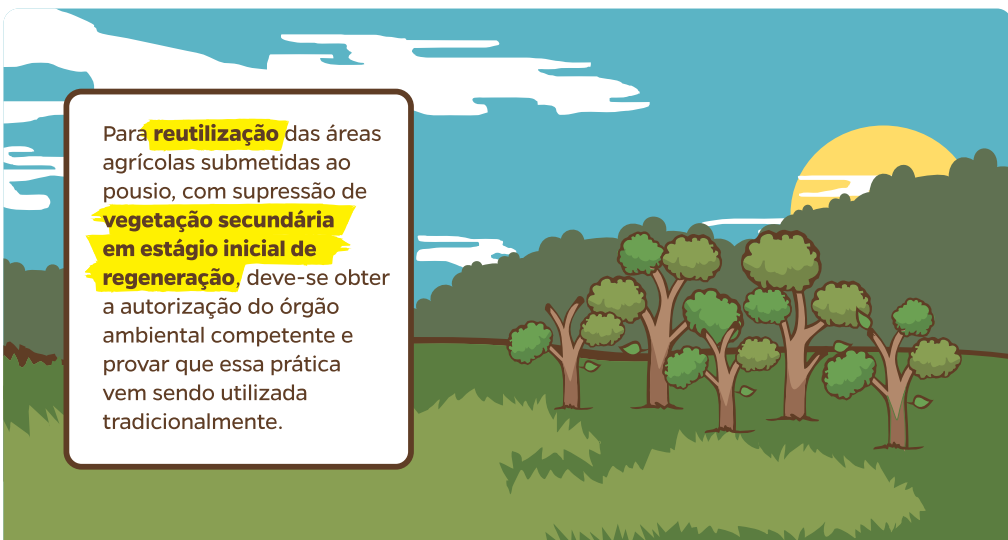 Para reutilização das áreas
agrícolas submetidas ao
pousio, com supressão de
vegetação secundária
em estágio inicial de
regeneração, deve-se obter
a autorização do órgão
ambiental competente e
provar que essa prática
vem sendo utilizada
tradicionalmente.